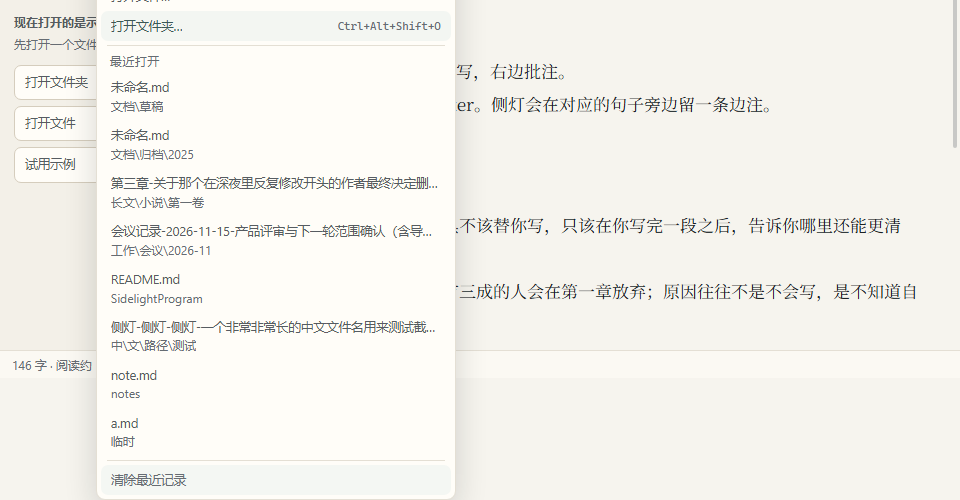 现在打开的是示
先打开一个文件
打开文件夹
打开文件
试用示例
146 字 · 阅读约
打开文件夹... Ctrl+Alt+Shift+O
最近打开
未命名.md
文档\草稿
未命名.md
文档\归档\2025
第三章-关于那个在深夜里反复修改开头的作者最终决定删...
长文\小说\第一卷
会议记录-2026-11-15-产品评审与下一轮范围确认（含导...
工作\会议\2026-11
README.md
SidelightProgram
侧灯-侧灯-侧灯-一个非常非常长的中文文件名用来测试截...
中\文\路径\测试
note.md
notes
a.md
临时
清除最近记录
写，右边批注。
er。侧灯会在对应的句子旁边留一条边注。
不该替你写，只该在你写完一段之后，告诉你哪里还能更清
三成的人会在第一章放弃；原因往往不是不会写，是不知道自